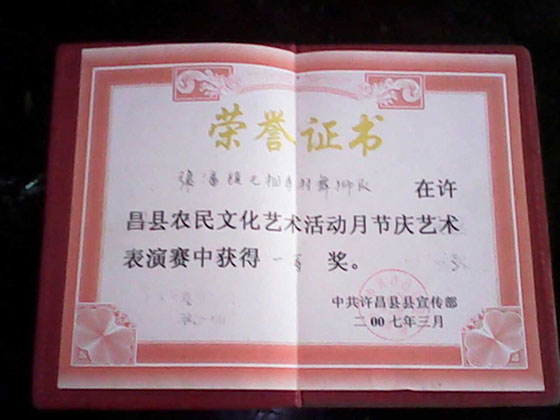 荣誉证书
张潘镇 村舞狮队 在许
昌县农民文化艺术活动月节庆艺术
表演赛中获得 一等 奖。
中共许昌县县宣传部
二00七年三月